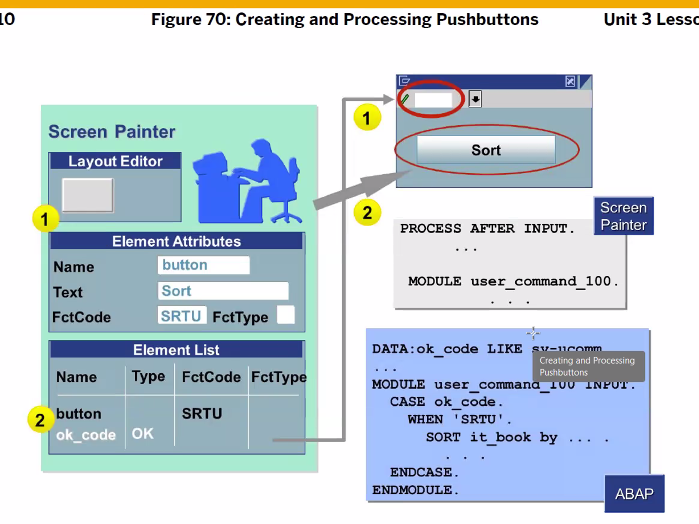 10
Figure 70: Creating and Processing Pushbuttons
Unit 3 Lesso
Screen Painter
Layout Editor
1
Element Attributes
Name button
Text Sort
FctCode SRTU FctType
Element List
Name Type FctCode FctType
button SRTU
2
ok_code OK
1
Sort
2
Screen
Painter
PROCESS AFTER INPUT.
...
MODULE user_command_100.
. . .
DATA:ok_code LIKE sy-ucomm
Creating and Processing
Pushbuttons
...
MODULE user_command_100 INPUT.
CASE ok_code.
WHEN 'SRTU'.
SORT it_book by ... .
. . .
ENDCASE.
ENDMODULE.
ABAP